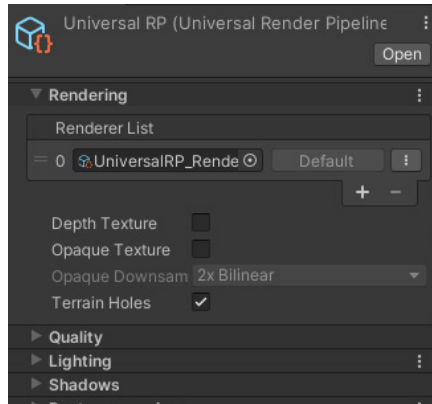 Universal RP (Universal Render Pipeline
Open
Rendering
Renderer List
0 UniversalRP_Rende Default
Depth Texture
Opaque Texture
Opaque Downsam 2x Bilinear
Terrain Holes
Quality
Lighting
Shadows